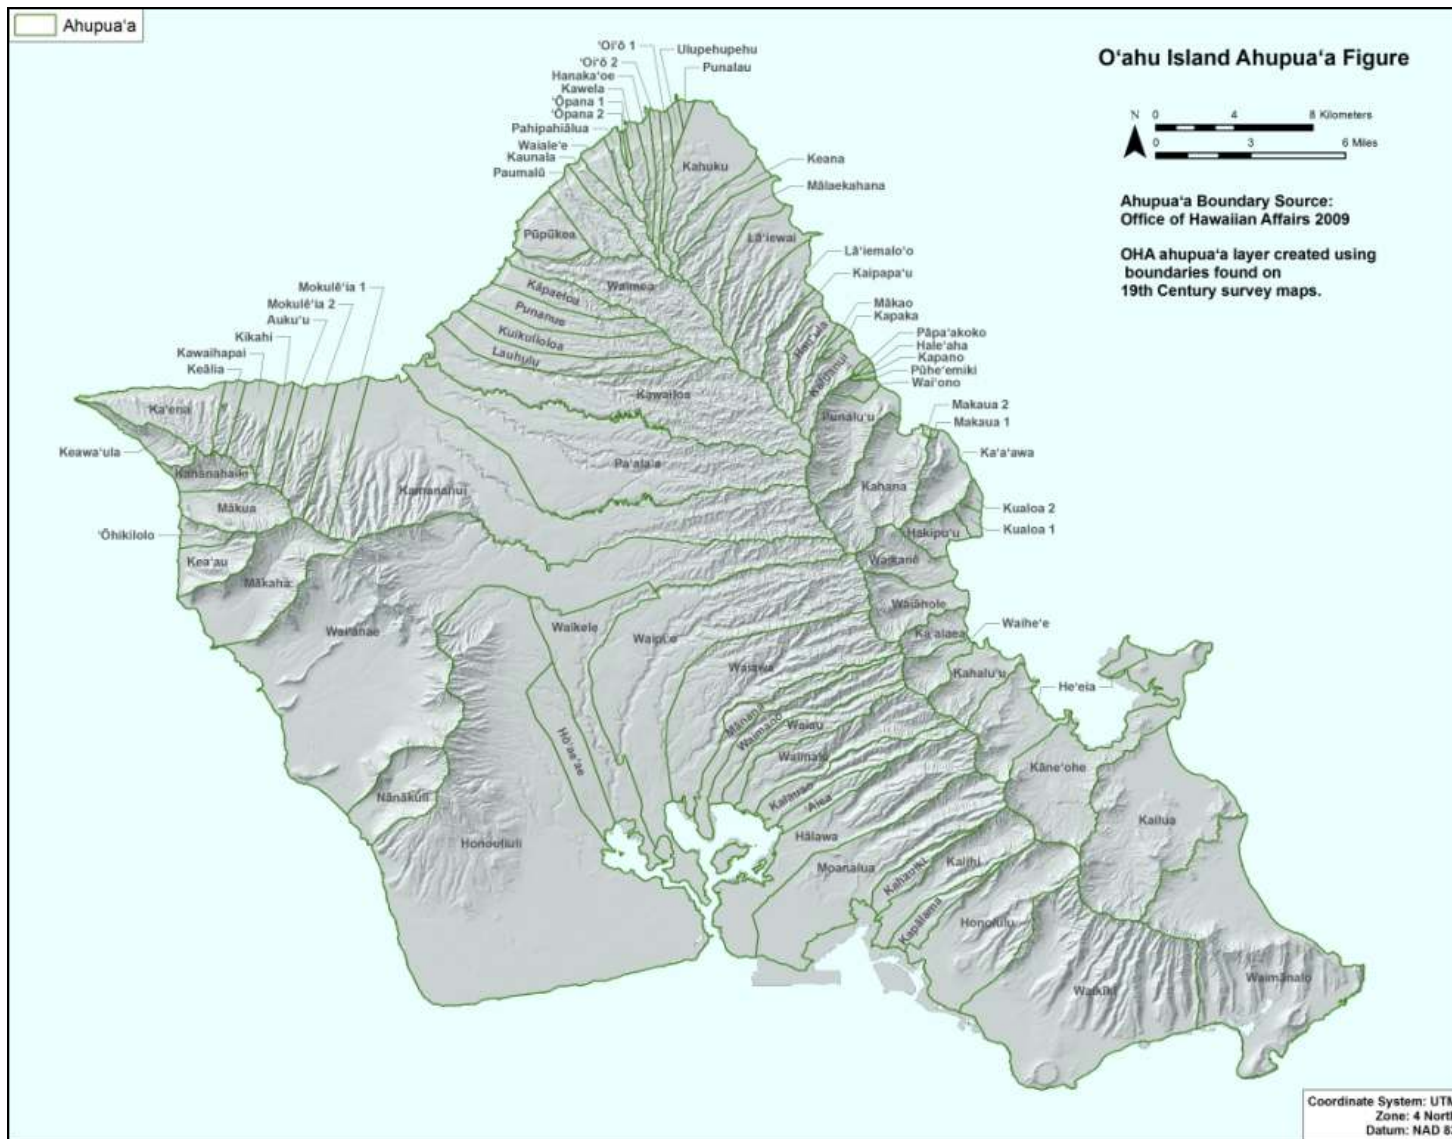 Ahupua‘a
O‘ahu Island Ahupua‘a Figure
N 0 4 8 Kilometers
0 3 6 Miles
Ahupua‘a Boundary Source:
Office of Hawaiian Affairs 2009
OHA ahupua‘a layer created using
boundaries found on
19th Century survey maps.
‘Oi‘ō 1
Ulupehupehu
‘Oi‘ō 2
Punalau
Hanaka‘oe
Kawela
‘Ōpana 1
‘Ōpana 2
Pahipahiālua
Waiale‘e
Kaunala
Paumalū
Kahuku
Keana
Mālaekahana
Pūpūkea
Lā‘iewai
Lā‘iemalo‘o
Kaipapa‘u
Waimea
Kāpaeloa
Punanue
Kuikuiloloa
Lauhulu
Mokulē‘ia 1
Mokulē‘ia 2
Auku‘u
Kikahi
Kawaihapai
Keālia
Hau‘ula
Mākao
Kapaka
Kaluanui
Pāpa‘akoko
Hale‘aha
Kapano
Pūhe‘emiki
Wai‘ono
Kawailoa
Ka‘ena
Punalu‘u
Makaua 2
Makaua 1
Keawa‘ula
Ka‘a‘awa
Kahanahaiki
Pa‘ala‘a
Kamananui
Kahana
Mākua
Kualoa 2
‘Ōhikilolo
Hakipu‘u
Kualoa 1
Kea‘au
Waikane
Mākaha
Waiāhole
Wai‘anae
Waikele
Waipi‘o
Ka‘alaea
Waihe‘e
Waiawa
Kahalu‘u
He‘eia
Mānana
Waimano
Waiau
Hō‘ae‘ae
Waimalu
Kāne‘ohe
Nānākuli
Kalauao
Aiea
Kailua
Honouliuli
Hālawa
Moanalua
Kahauiki
Kalihi
Kapālama
Honolulu
Waikīkī
Waimānalo
Coordinate System: UTM
Zone: 4 North
Datum: NAD 83